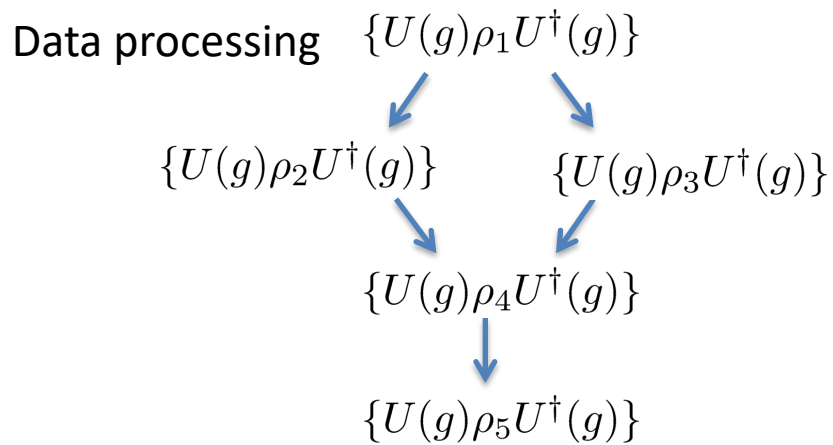 Data processing {U(g)ρ₁U†(g)}
{U(g)ρ₂U†(g)} {U(g)ρ₃U†(g)}
{U(g)ρ₄U†(g)}
{U(g)ρ₅U†(g)}